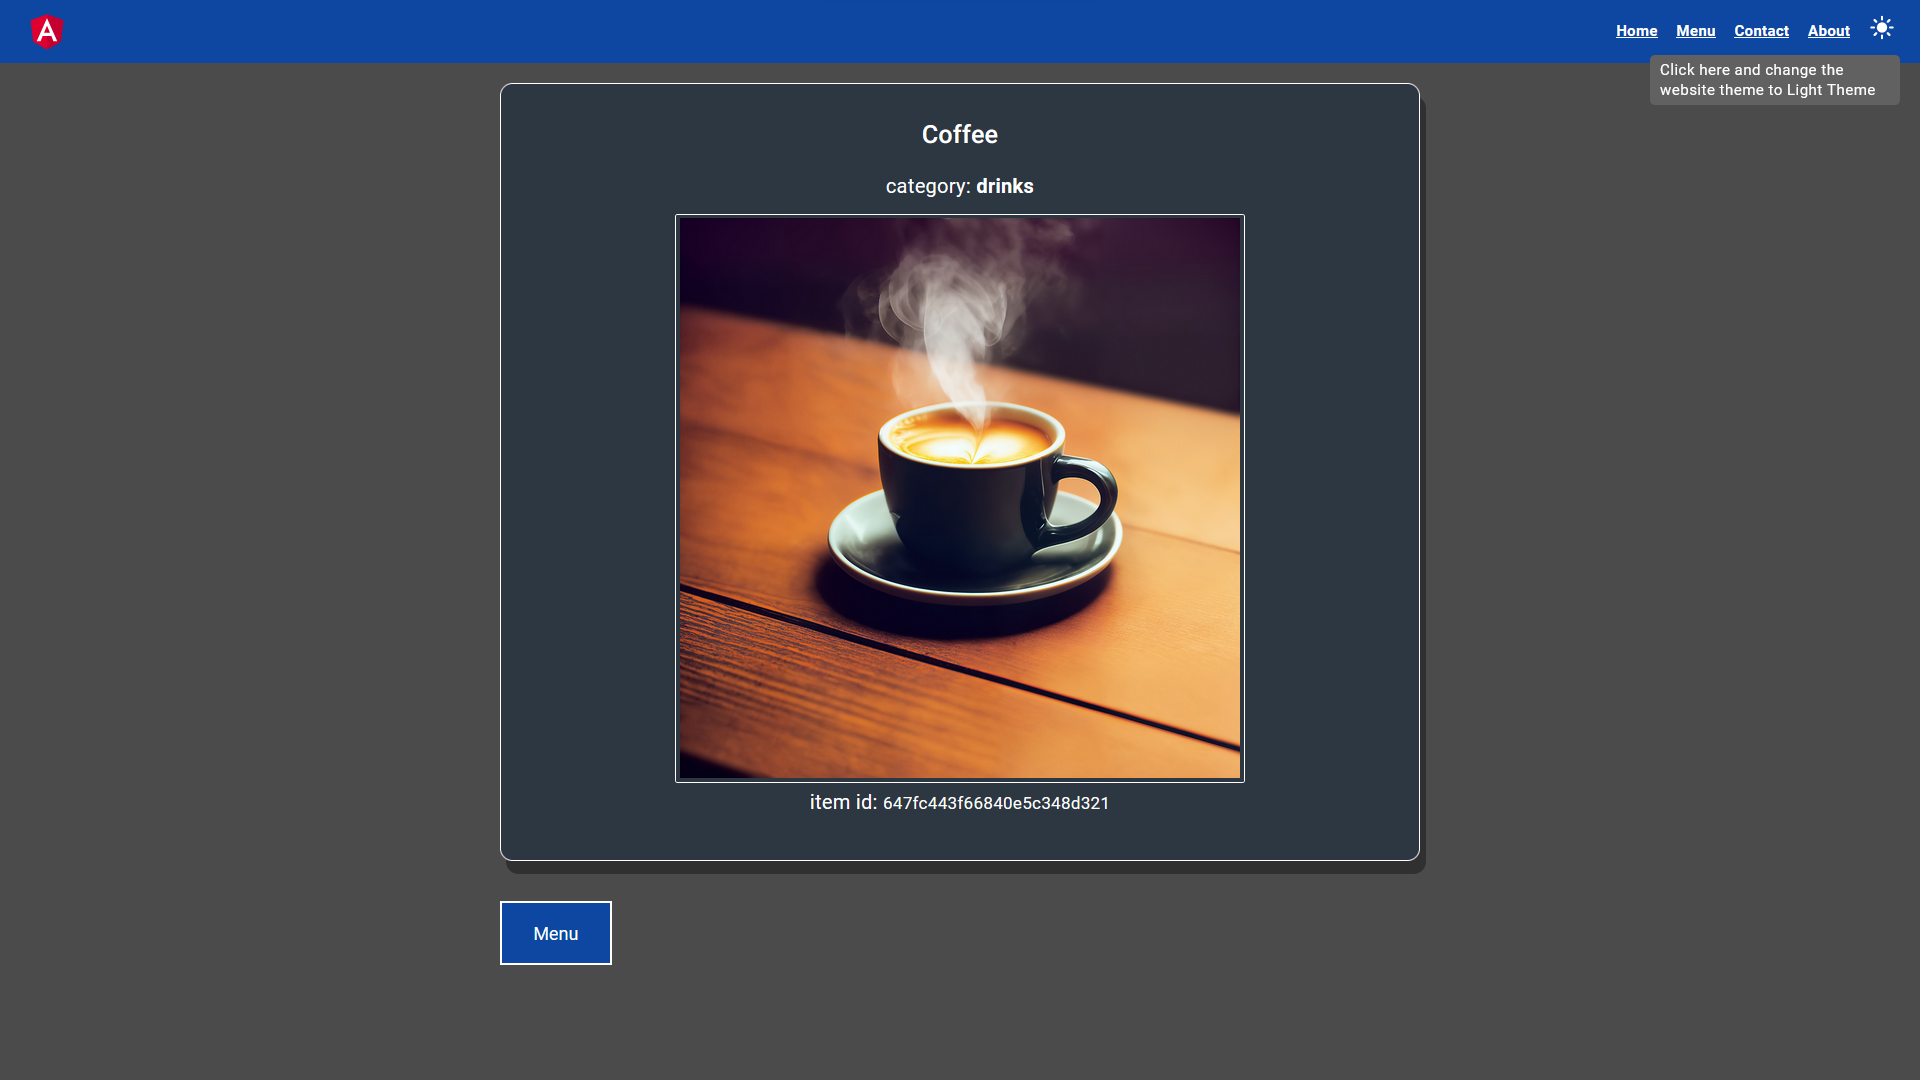 A
Home Menu Contact About
Click here and change the
website theme to Light Theme
Coffee
category: drinks
item id: 647fc443f66840e5c348d321
Menu